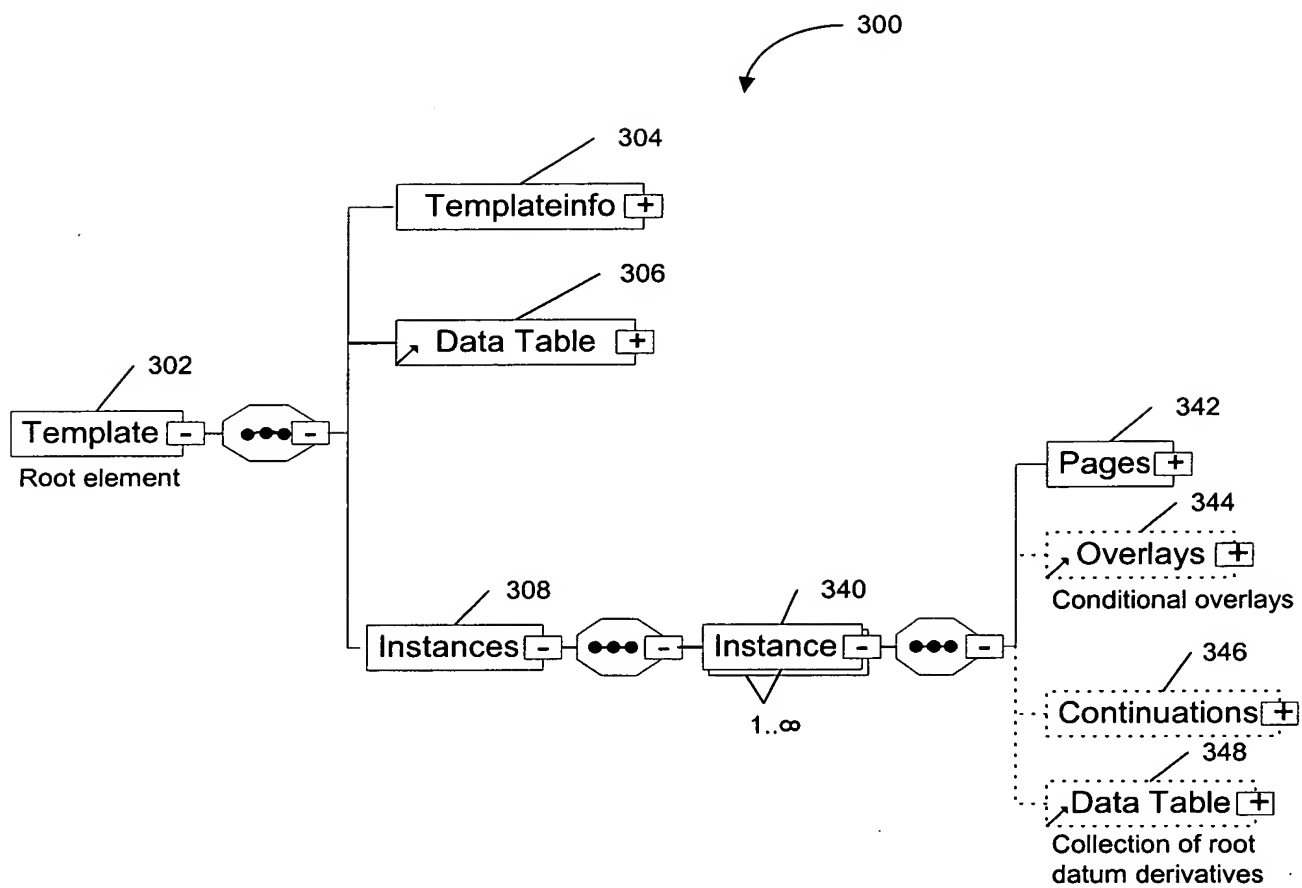 300
304
Templateinfo +
306
Data Table +
302
Template -
-
Root element
342
Pages +
344
Overlays +
Conditional overlays
308
Instances -
-
340
Instance -
-
1..∞
346
Continuations +
348
Data Table +
Collection of root
datum derivatives